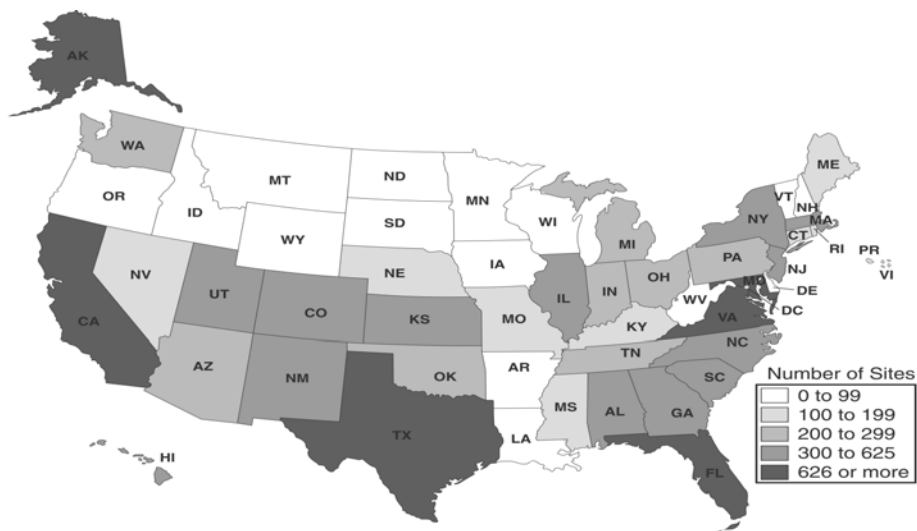 AK
WA
OR
ID
MT
ND
MN
SD
WY
WI
MI
IA
NE
NV
UT
CO
KS
MO
IL
IN
OH
PA
NY
VT
NH
ME
MA
CT
RI
PR
VI
NJ
DE
MD
DC
WV
VA
KY
CA
AZ
NM
OK
AR
TN
NC
SC
MS
AL
GA
TX
LA
FL
HI
Number of Sites
0 to 99
100 to 199
200 to 299
300 to 625
626 or more